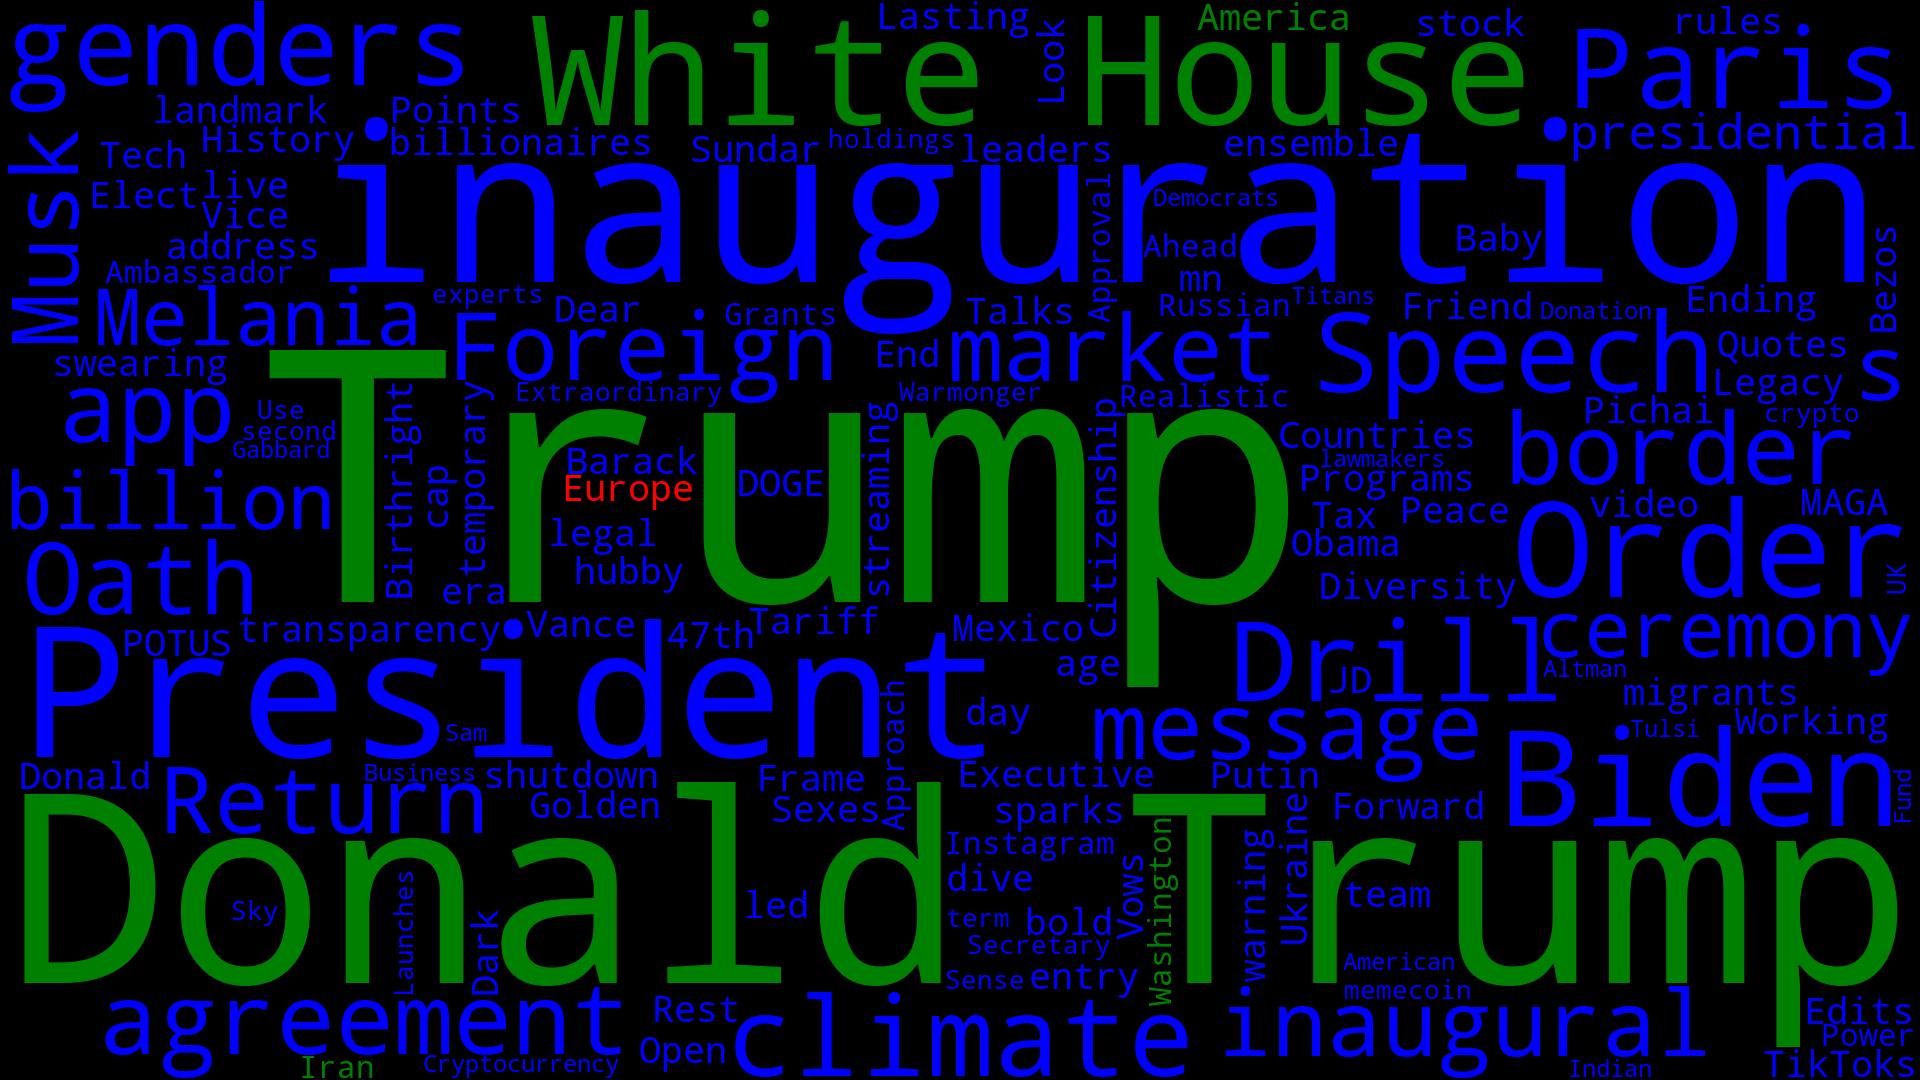 genders
White House
Lasting
Look
America
stock
rules
Paris
landmark
Points
Musk
History
billionaires
Sundar
holdings
leaders
ensemble
presidential
Tech
inauguration
Elect
live
Vice
Approval
Democrats
address
Ahead
Baby
Bezos
Ambassador
mn
Melania
experts
Dear
Grants
Talks
Russian
Titans
Friend
Donation
Ending
Foreign
market
Speech
swearing
End
Quotes
s
Trump
app
Birthright
temporary
Extraordinary
Warmonger
Realistic
Legacy
Use
second
Gabbard
streaming
Citizenship
Pichai
crypto
Countries
lawmakers
border
Barack
Europe
DOGE
cap
Programs
billion
video
MAGA
Tax
Peace
Order
legal
Obama
hubby
Oath
era
Diversity
UK
President
POTUS
transparency
Vance
47th
Tariff
Mexico
age
Drill
JD
ceremony
Altman
migrants
Approach
day
message
Sam
Tulsi
Working
Biden
Donald
Return
Business
shutdown
Frame
Executive
Putin
Fund
Golden
Sexes
sparks
Forward
Donald Trump
Instagram
Vows
Washington
warning
Ukraine
dive
Sky
Launches
Dark
led
term
bold
team
Secretary
Sense
entry
American
memecoin
agreement
Rest
climate
inaugural
Edits
Power
Open
Iran
Cryptocurrency
Indian
TikToks